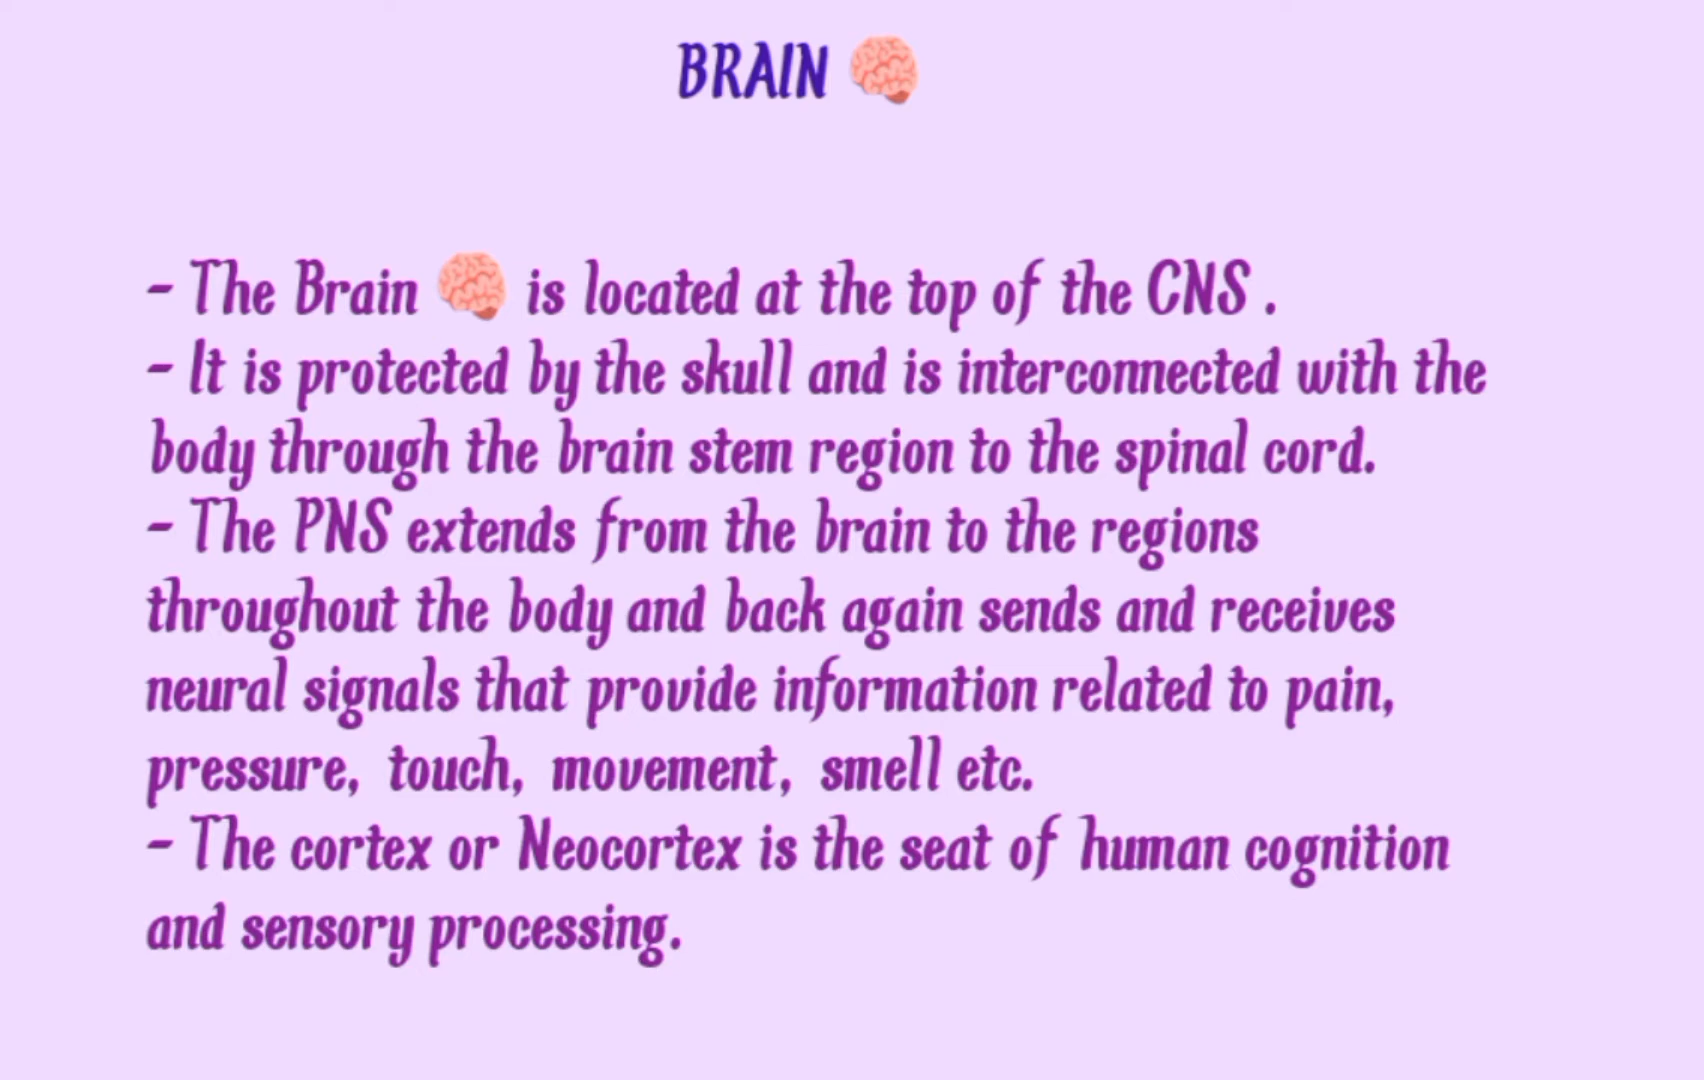 BRAIN 🧠
- The Brain 🧠 is located at the top of the CNS .
- It is protected by the skull and is interconnected with the
body through the brain stem region to the spinal cord.
- The PNS extends from the brain to the regions
throughout the body and back again sends and receives
neural signals that provide information related to pain,
pressure, touch, movement, smell etc.
- The cortex or Neocortex is the seat of human cognition
and sensory processing.